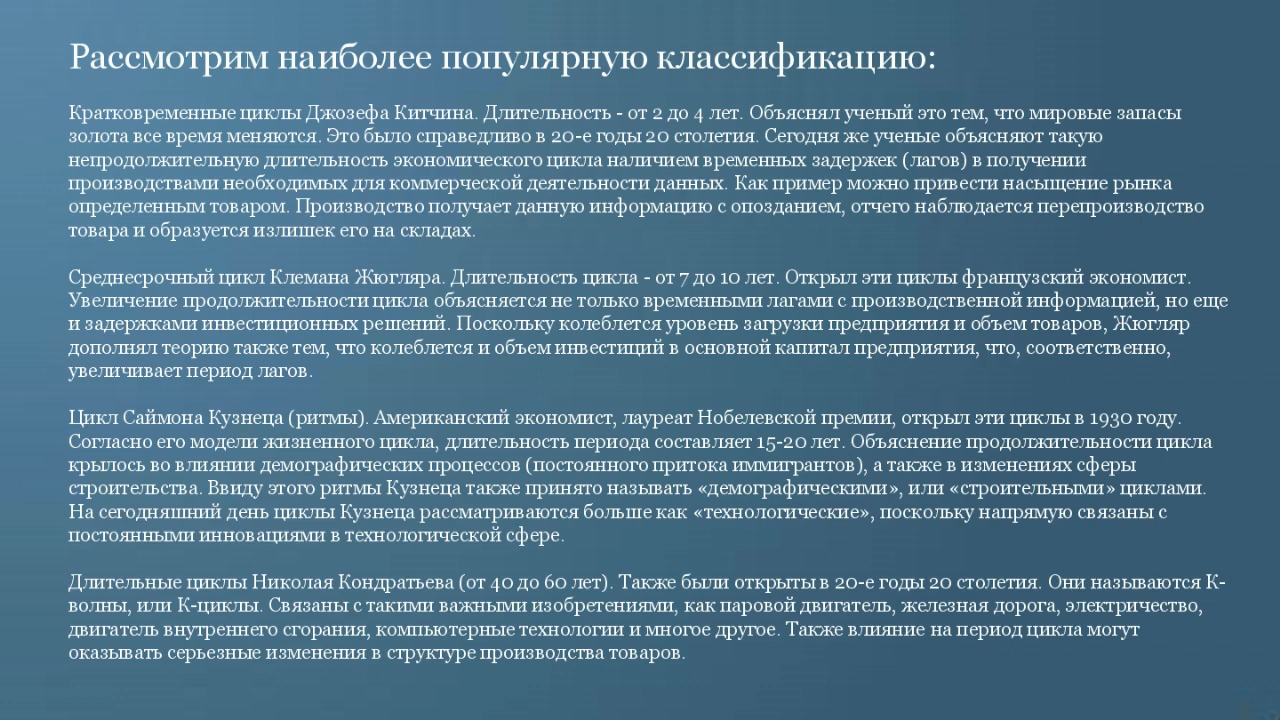 Рассмотрим наиболее популярную классификацию:
Кратковременные циклы Джозефа Китчина. Длительность - от 2 до 4 лет. Объяснял ученый это тем, что мировые запасы
золота все время меняются. Это было справедливо в 20-е годы 20 столетия. Сегодня же ученые объясняют такую
непродолжительную длительность экономического цикла наличием временных задержек (лагов) в получении
производствами необходимых для коммерческой деятельности данных. Как пример можно привести насыщение рынка
определенным товаром. Производство получает данную информацию с опозданием, отчего наблюдается перепроизводство
товара и образуется излишек его на складах.
Среднесрочный цикл Клемана Жюгляра. Длительность цикла - от 7 до 10 лет. Открыл эти циклы французский экономист.
Увеличение продолжительности цикла объясняется не только временными лагами с производственной информацией, но еще
и задержками инвестиционных решений. Поскольку колеблется уровень загрузки предприятия и объем товаров, Жюгляр
дополнял теорию также тем, что колеблется и объем инвестиций в основной капитал предприятия, что, соответственно,
увеличивает период лагов.
Цикл Саймона Кузнеца (ритмы). Американский экономист, лауреат Нобелевской премии, открыл эти циклы в 1930 году.
Согласно его модели жизненного цикла, длительность периода составляет 15-20 лет. Объяснение продолжительности цикла
крылось во влиянии демографических процессов (постоянного притока иммигрантов), а также в изменениях сферы
строительства. Ввиду этого ритмы Кузнеца также принято называть «демографическими», или «строительными» циклами.
На сегодняшний день циклы Кузнеца рассматриваются больше как «технологические», поскольку напрямую связаны с
постоянными инновациями в технологической сфере.
Длительные циклы Николая Кондратьева (от 40 до 60 лет). Также были открыты в 20-е годы 20 столетия. Они называются К-
волны, или К-циклы. Связаны с такими важными изобретениями, как паровой двигатель, железная дорога, электричество,
двигатель внутреннего сгорания, компьютерные технологии и многое другое. Также влияние на период цикла могут
оказывать серьезные изменения в структуре производства товаров.